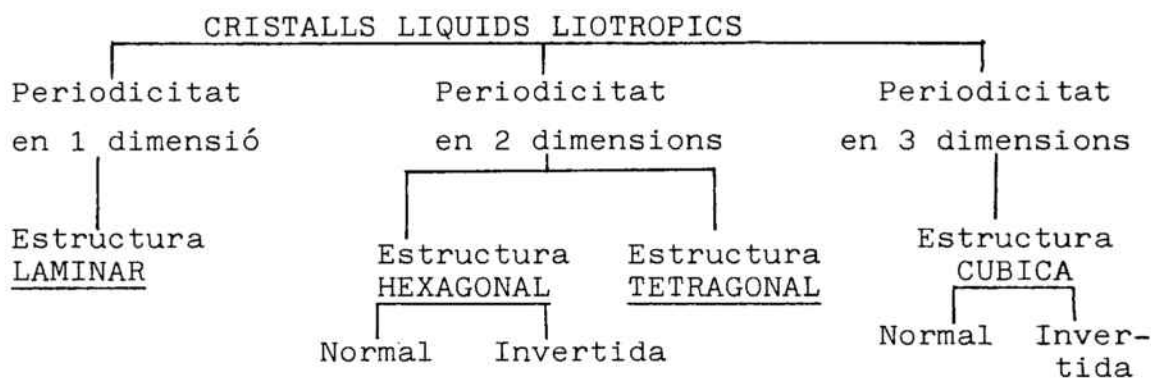 CRISTALLS LIQUIDS LIOTROPICS
Periodicitat
en 1 dimensió
Periodicitat
en 2 dimensions
Periodicitat
en 3 dimensions
Estructura
LAMINAR
Estructura
HEXAGONAL
Estructura
TETRAGONAL
Estructura
CUBICA
Normal
Invertida
Normal
Inver-
tida